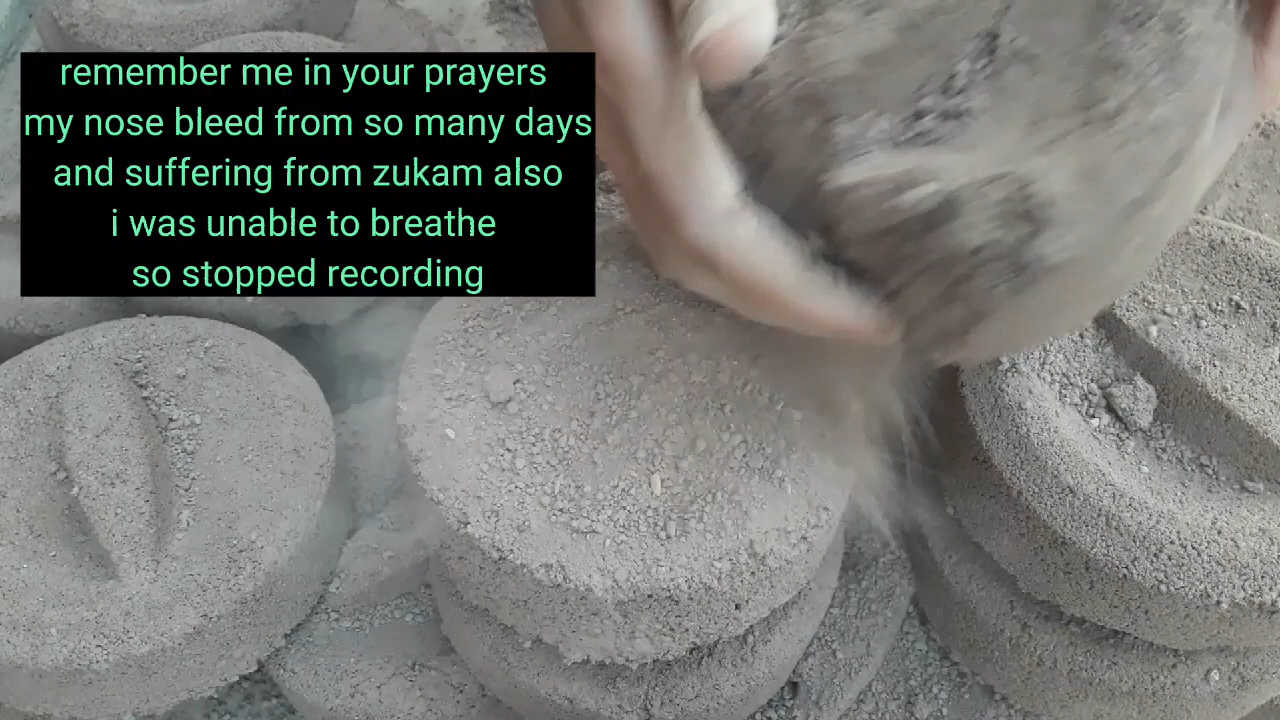 remember me in your prayers
my nose bleed from so many days
and suffering from zukam also
i was unable to breathe
so stopped recording